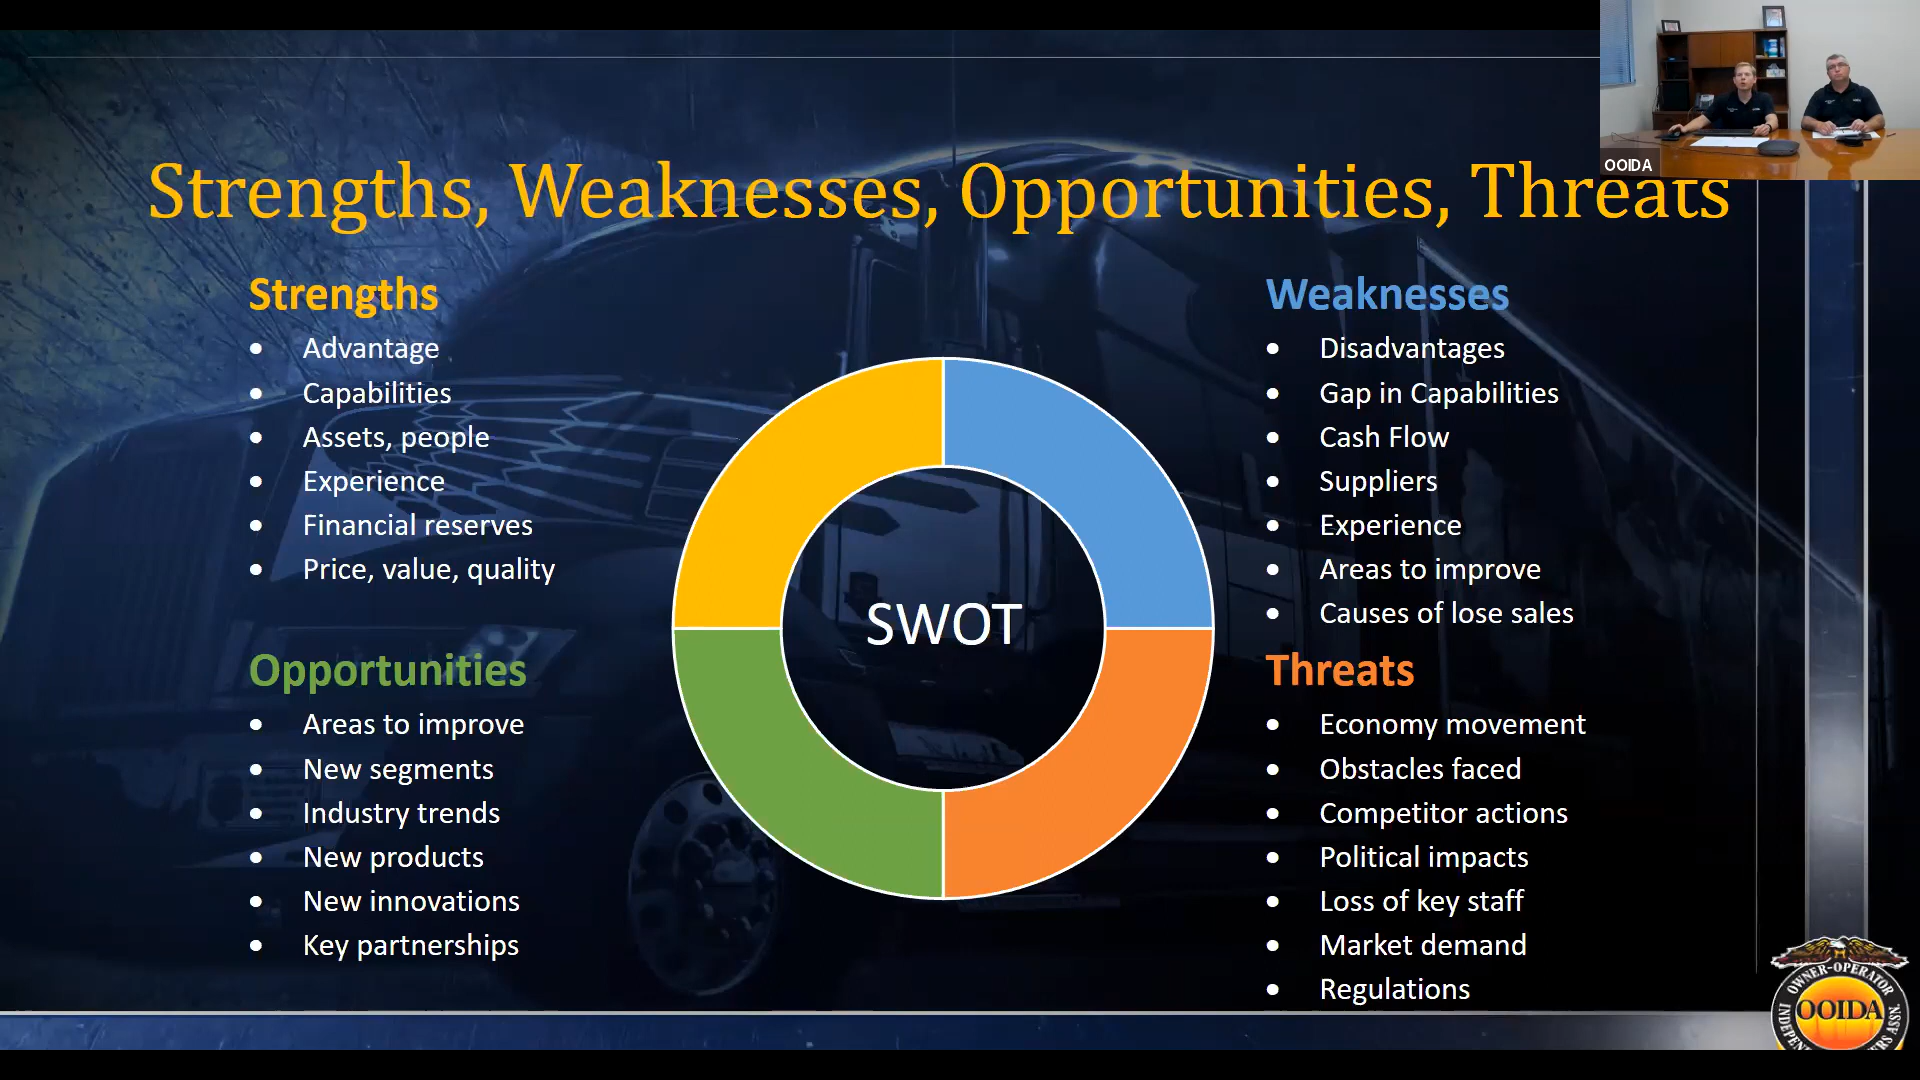 OOIDA
Strengths, Weaknesses, Opportunities, Threats
Strengths
• Advantage
• Capabilities
• Assets, people
• Experience
• Financial reserves
• Price, value, quality
Weaknesses
• Disadvantages
• Gap in Capabilities
• Cash Flow
• Suppliers
• Experience
• Areas to improve
• Causes of lose sales
SWOT
Opportunities
• Areas to improve
• New segments
• Industry trends
• New products
• New innovations
• Key partnerships
Threats
• Economy movement
• Obstacles faced
• Competitor actions
• Political impacts
• Loss of key staff
• Market demand
• Regulations
OWNER-OPERATOR
OOIDA
ASSN.